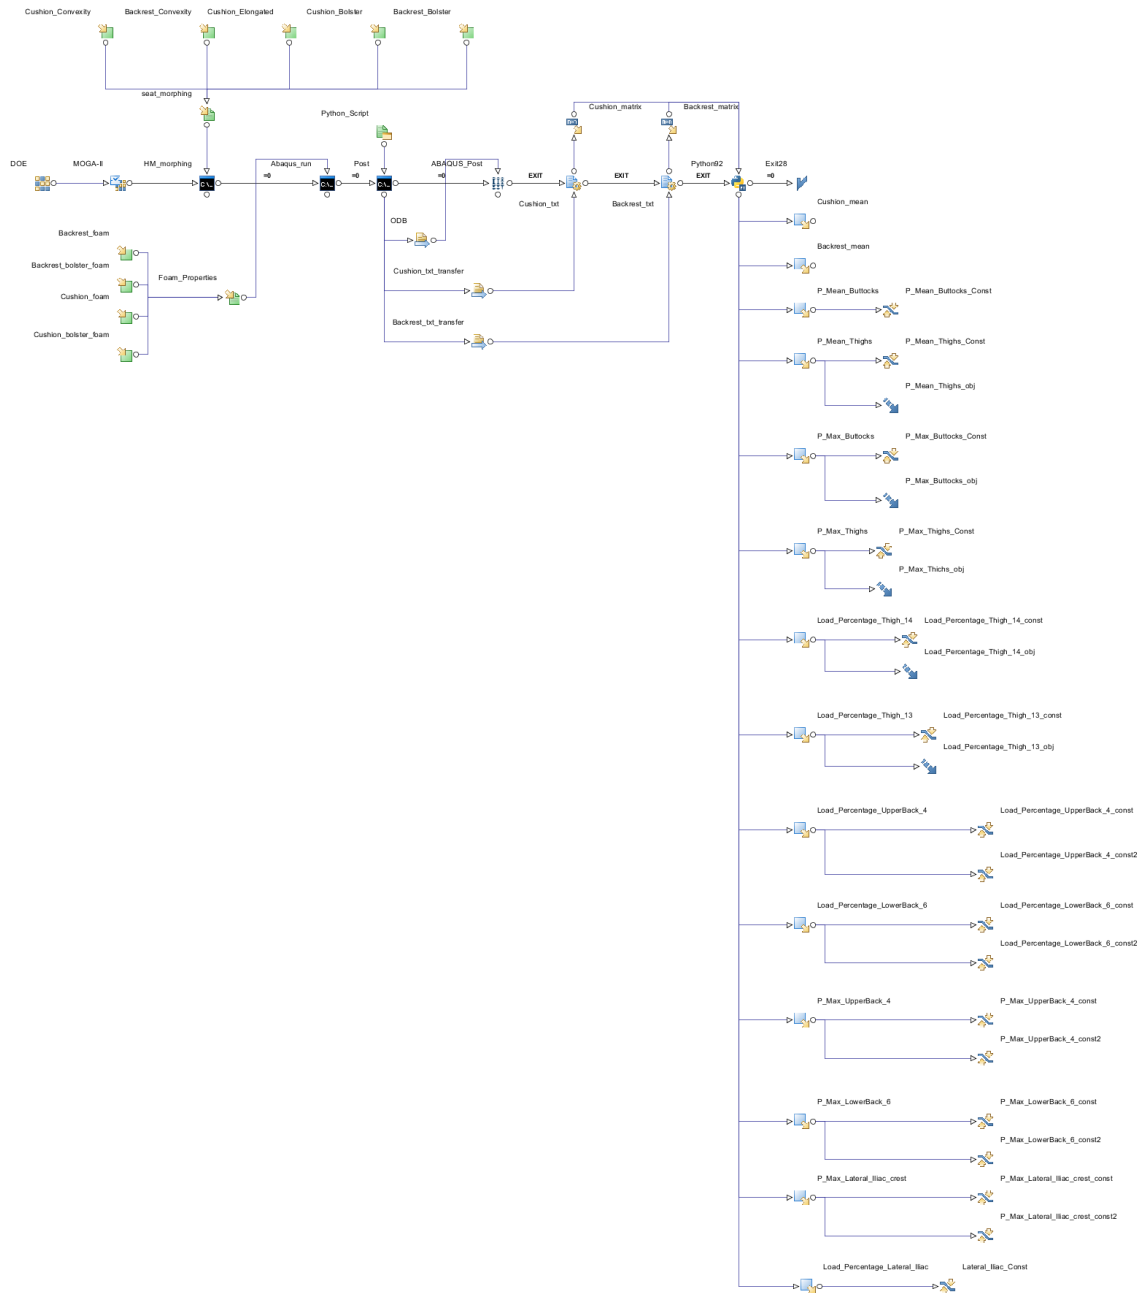 Cushion_Convexity Backrest_Convexity Cushion_Elongated Cushion_Bolster Backrest_Bolster
seat_morphing
Python_Script
Cushion_matrix Backrest_matrix
DOE MOGA-II HM_morphing Abaqus_run Post ABAQUS_Post Python92 Exit28
=0 =0 =0 EXIT EXIT EXIT =0
Cushion_txt Backrest_txt
Cushion_mean
ODB
Backrest_foam
Backrest_mean
Backrest_bolster_foam
Cushion_txt_transfer
Foam_Properties
P_Mean_Buttocks P_Mean_Buttocks_Const
Cushion_foam
Backrest_txt_transfer
Cushion_bolster_foam
P_Mean_Thighs P_Mean_Thighs_Const
P_Mean_Thighs_obj
P_Max_Buttocks P_Max_Buttocks_Const
P_Max_Buttocks_obj
P_Max_Thighs P_Max_Thighs_Const
P_Max_Thichs_obj
Load_Percentage_Thigh_14 Load_Percentage_Thigh_14_const
Load_Percentage_Thigh_14_obj
Load_Percentage_Thigh_13 Load_Percentage_Thigh_13_const
Load_Percentage_Thigh_13_obj
Load_Percentage_UpperBack_4 Load_Percentage_UpperBack_4_const
Load_Percentage_UpperBack_4_const2
Load_Percentage_LowerBack_6 Load_Percentage_LowerBack_6_const
Load_Percentage_LowerBack_6_const2
P_Max_UpperBack_4 P_Max_UpperBack_4_const
P_Max_UpperBack_4_const2
P_Max_LowerBack_6 P_Max_LowerBack_6_const
P_Max_LowerBack_6_const2
P_Max_Lateral_Iliac_crest P_Max_Lateral_Iliac_crest_const
P_Max_Lateral_Iliac_crest_const2
Load_Percentage_Lateral_Iliac Lateral_Iliac_Const